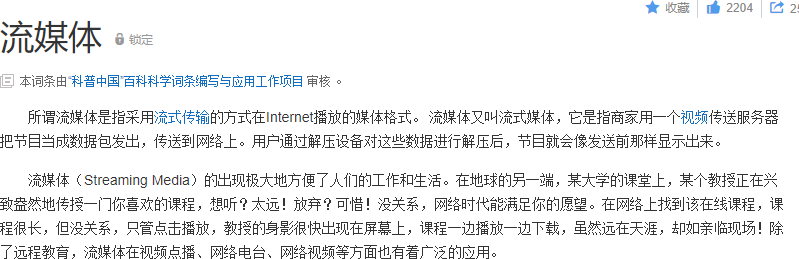 收藏 2204 25
流媒体 锁定
本词条由“科普中国”百科科学词条编写与应用工作项目 审核 。
所谓流媒体是指采用流式传输的方式在Internet播放的媒体格式。 流媒体又叫流式媒体，它是指商家用一个视频传送服务器
把节目当成数据包发出，传送到网络上。用户通过解压设备对这些数据进行解压后，节目就会像发送前那样显示出来。
流媒体（Streaming Media）的出现极大地方便了人们的工作和生活。在地球的另一端，某大学的课堂上，某个教授正在兴
致盎然地传授一门你喜欢的课程，想听？太远！放弃？可惜！没关系，网络时代能满足你的愿望。在网络上找到该在线课程，课
程很长，但没关系，只管点击播放，教授的身影很快出现在屏幕上，课程一边播放一边下载，虽然远在天涯，却如亲临现场！除
了远程教育，流媒体在视频点播、网络电台、网络视频等方面也有着广泛的应用。